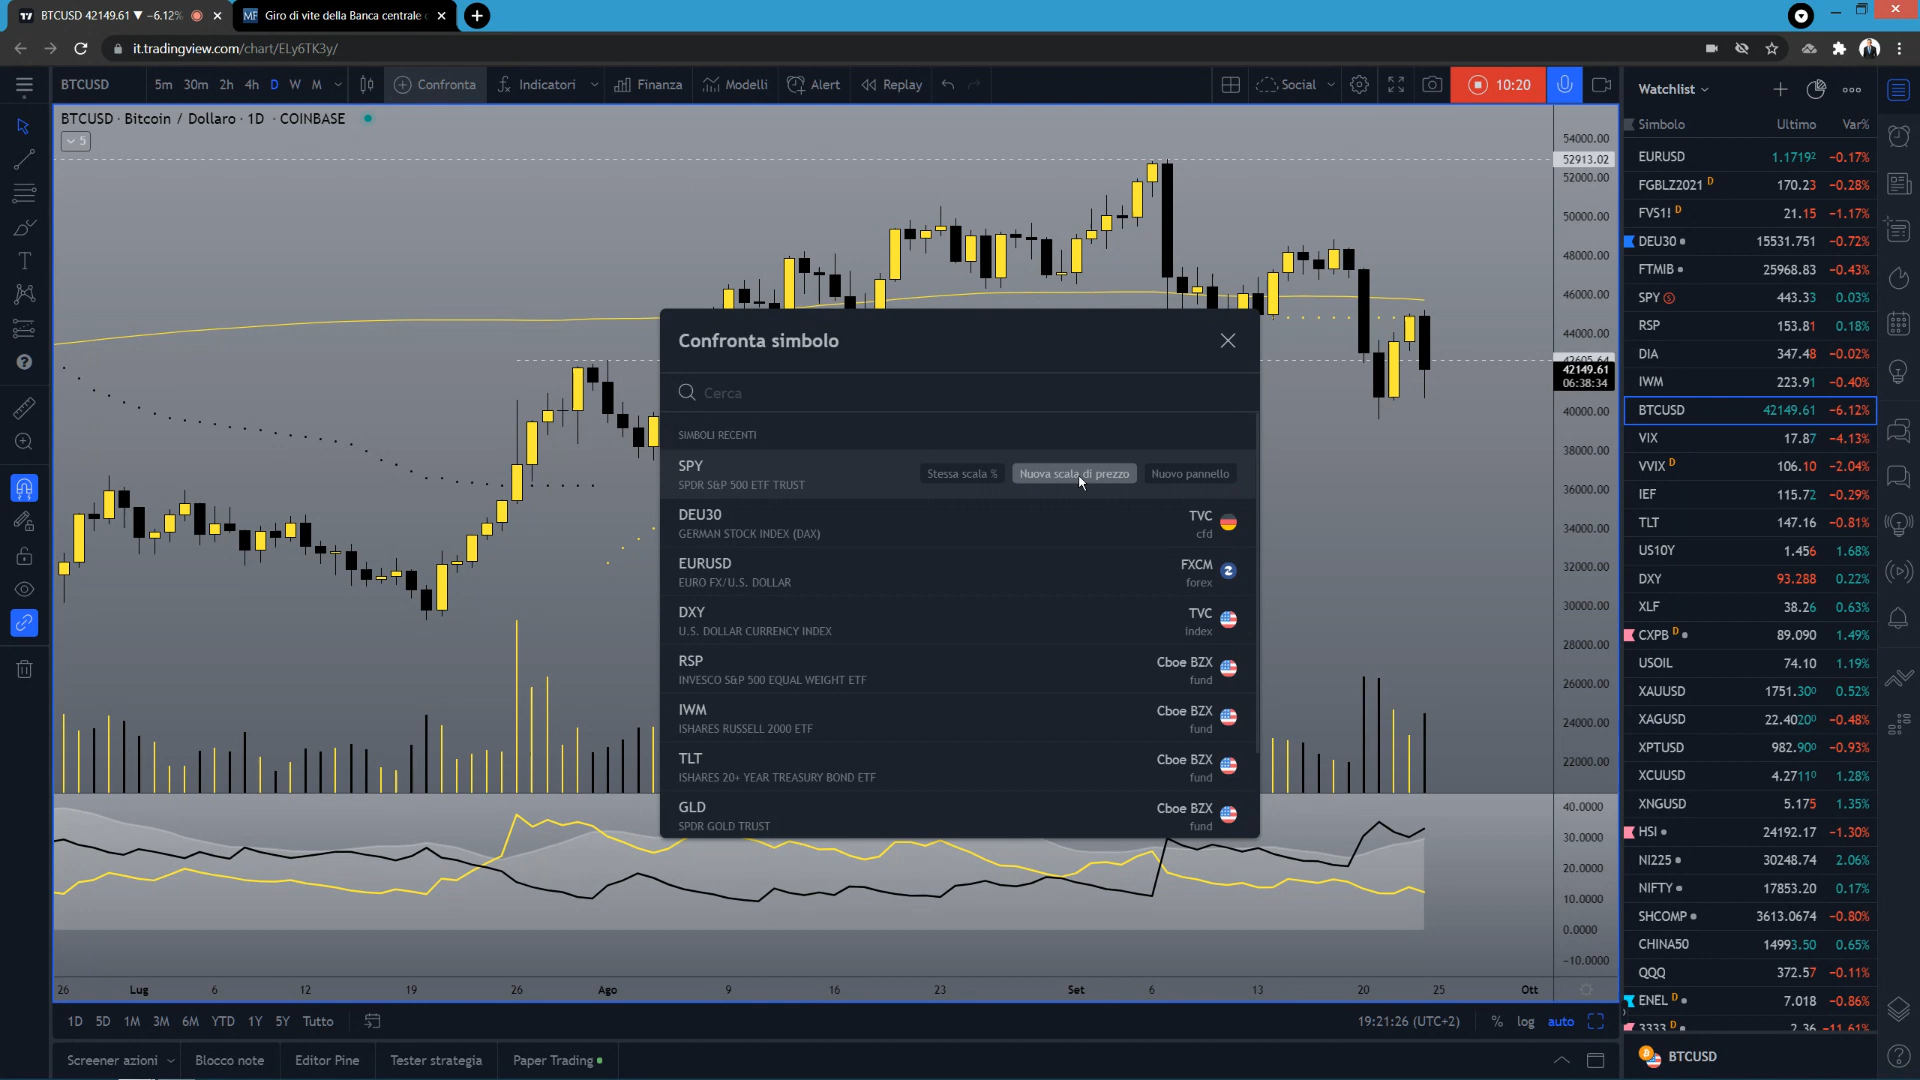 BTCUSD 42149.61 ▼ −6.12%
Giro di vite della Banca centrale
it.tradingview.com/chart/ELy6TK3y/
BTCUSD 5m 30m 2h 4h D W M Confronta Indicatori Finanza Modelli Alert Replay Social 10:20
BTCUSD · Bitcoin / Dollaro · 1D · COINBASE
5
54000.00
52913.02
52000.00
50000.00
48000.00
46000.00
44000.00
42605.64
42149.61
06:38:34
40000.00
38000.00
36000.00
34000.00
32000.00
30000.00
28000.00
26000.00
24000.00
22000.00
40.0000
30.0000
20.0000
10.0000
0.0000
−10.0000
Confronta simbolo
Cerca
SIMBOLI RECENTI
SPY
SPDR S&P 500 ETF TRUST
Stessa scala % Nuova scala di prezzo Nuovo pannello
DEU30 TVC
GERMAN STOCK INDEX (DAX) cfd
EURUSD FXCM
EURO FX/U.S. DOLLAR forex
DXY TVC
U.S. DOLLAR CURRENCY INDEX index
RSP Cboe BZX
INVESCO S&P 500 EQUAL WEIGHT ETF fund
IWM Cboe BZX
ISHARES RUSSELL 2000 ETF fund
TLT Cboe BZX
ISHARES 20+ YEAR TREASURY BOND ETF fund
GLD Cboe BZX
SPDR GOLD TRUST fund
26 Lug 6 12 19 26 Ago 9 16 23 Set 6 13 20 25 Ott
1D 5D 1M 3M 6M YTD 1Y 5Y Tutto 19:21:26 (UTC+2) % log auto
Screener azioni Blocco note Editor Pine Tester strategia Paper Trading
Watchlist
Simbolo Ultimo Var%
EURUSD 1.17192 −0.17%
FGBLZ2021 D 170.23 −0.28%
FVS1! D 21.15 −1.17%
DEU30 15531.751 −0.72%
FTMIB 25968.83 −0.43%
SPY 443.33 0.03%
RSP 153.81 0.18%
DIA 347.48 −0.02%
IWM 223.91 −0.40%
BTCUSD 42149.61 −6.12%
VIX 17.87 −4.13%
VVIX D 106.10 −2.04%
IEF 115.72 −0.29%
TLT 147.16 −0.81%
US10Y 1.456 1.68%
DXY 93.288 0.22%
XLF 38.26 0.63%
CXPB D 89.090 1.49%
USOIL 74.10 1.19%
XAUUSD 1751.300 0.52%
XAGUSD 22.4020 −0.48%
XPTUSD 982.900 −0.93%
XCUUSD 4.27110 1.28%
XNGUSD 5.175 1.35%
HSI 24192.17 −1.30%
NI225 30248.74 2.06%
NIFTY 17853.20 0.17%
SHCOMP 3613.0674 −0.80%
CHINA50 14993.50 0.65%
QQQ 372.57 −0.11%
ENEL D 7.018 −0.86%
3333 D 2.36 −11.61%
BTCUSD